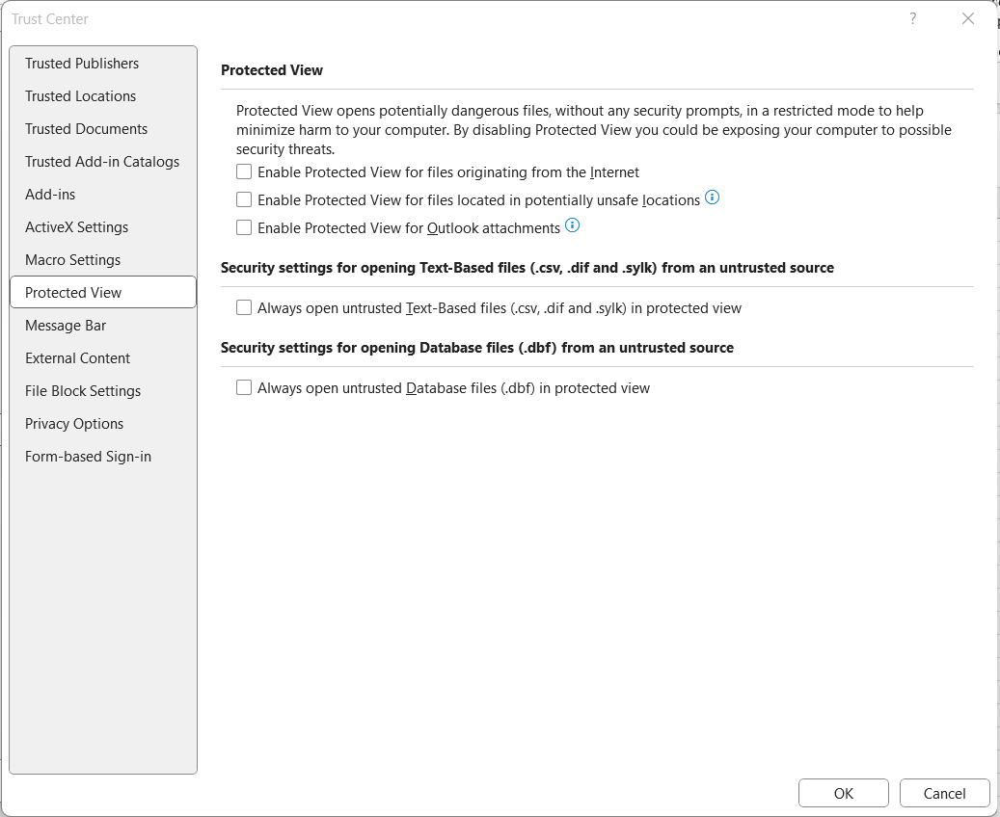 Trust Center
?
Trusted Publishers
Trusted Locations
Trusted Documents
Trusted Add-in Catalogs
Add-ins
ActiveX Settings
Macro Settings
Protected View
Message Bar
External Content
File Block Settings
Privacy Options
Form-based Sign-in
Protected View
Protected View opens potentially dangerous files, without any security prompts, in a restricted mode to help
minimize harm to your computer. By disabling Protected View you could be exposing your computer to possible
security threats.
Enable Protected View for files originating from the Internet
Enable Protected View for files located in potentially unsafe locations
Enable Protected View for Outlook attachments
Security settings for opening Text-Based files (.csv, .dif and .sylk) from an untrusted source
Always open untrusted Text-Based files (.csv, .dif and .sylk) in protected view
Security settings for opening Database files (.dbf) from an untrusted source
Always open untrusted Database files (.dbf) in protected view
OK
Cancel